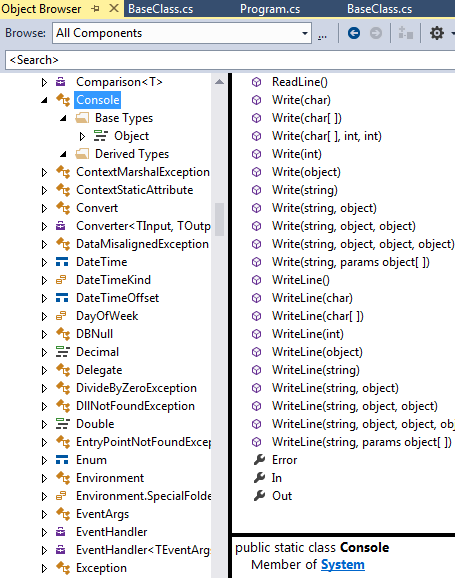 Object Browser
BaseClass.cs
Program.cs
BaseClass.cs
Browse: All Components ...
<Search>
Comparison<T>
Console
Base Types
Object
Derived Types
ContextMarshalException
ContextStaticAttribute
Convert
Converter<TInput, TOutp
DataMisalignedException
DateTime
DateTimeKind
DateTimeOffset
DayOfWeek
DBNull
Decimal
Delegate
DivideByZeroException
DllNotFoundException
Double
EntryPointNotFoundExcep
Enum
Environment
Environment.SpecialFolde
EventArgs
EventHandler
EventHandler<TEventArg
Exception
ReadLine()
Write(char)
Write(char[ ])
Write(char[ ], int, int)
Write(int)
Write(object)
Write(string)
Write(string, object)
Write(string, object, object)
Write(string, object, object, object)
Write(string, params object[ ])
WriteLine()
WriteLine(char)
WriteLine(char[ ])
WriteLine(int)
WriteLine(object)
WriteLine(string)
WriteLine(string, object)
WriteLine(string, object, object)
WriteLine(string, object, object, obj
WriteLine(string, params object[ ])
Error
In
Out
public static class Console
Member of System